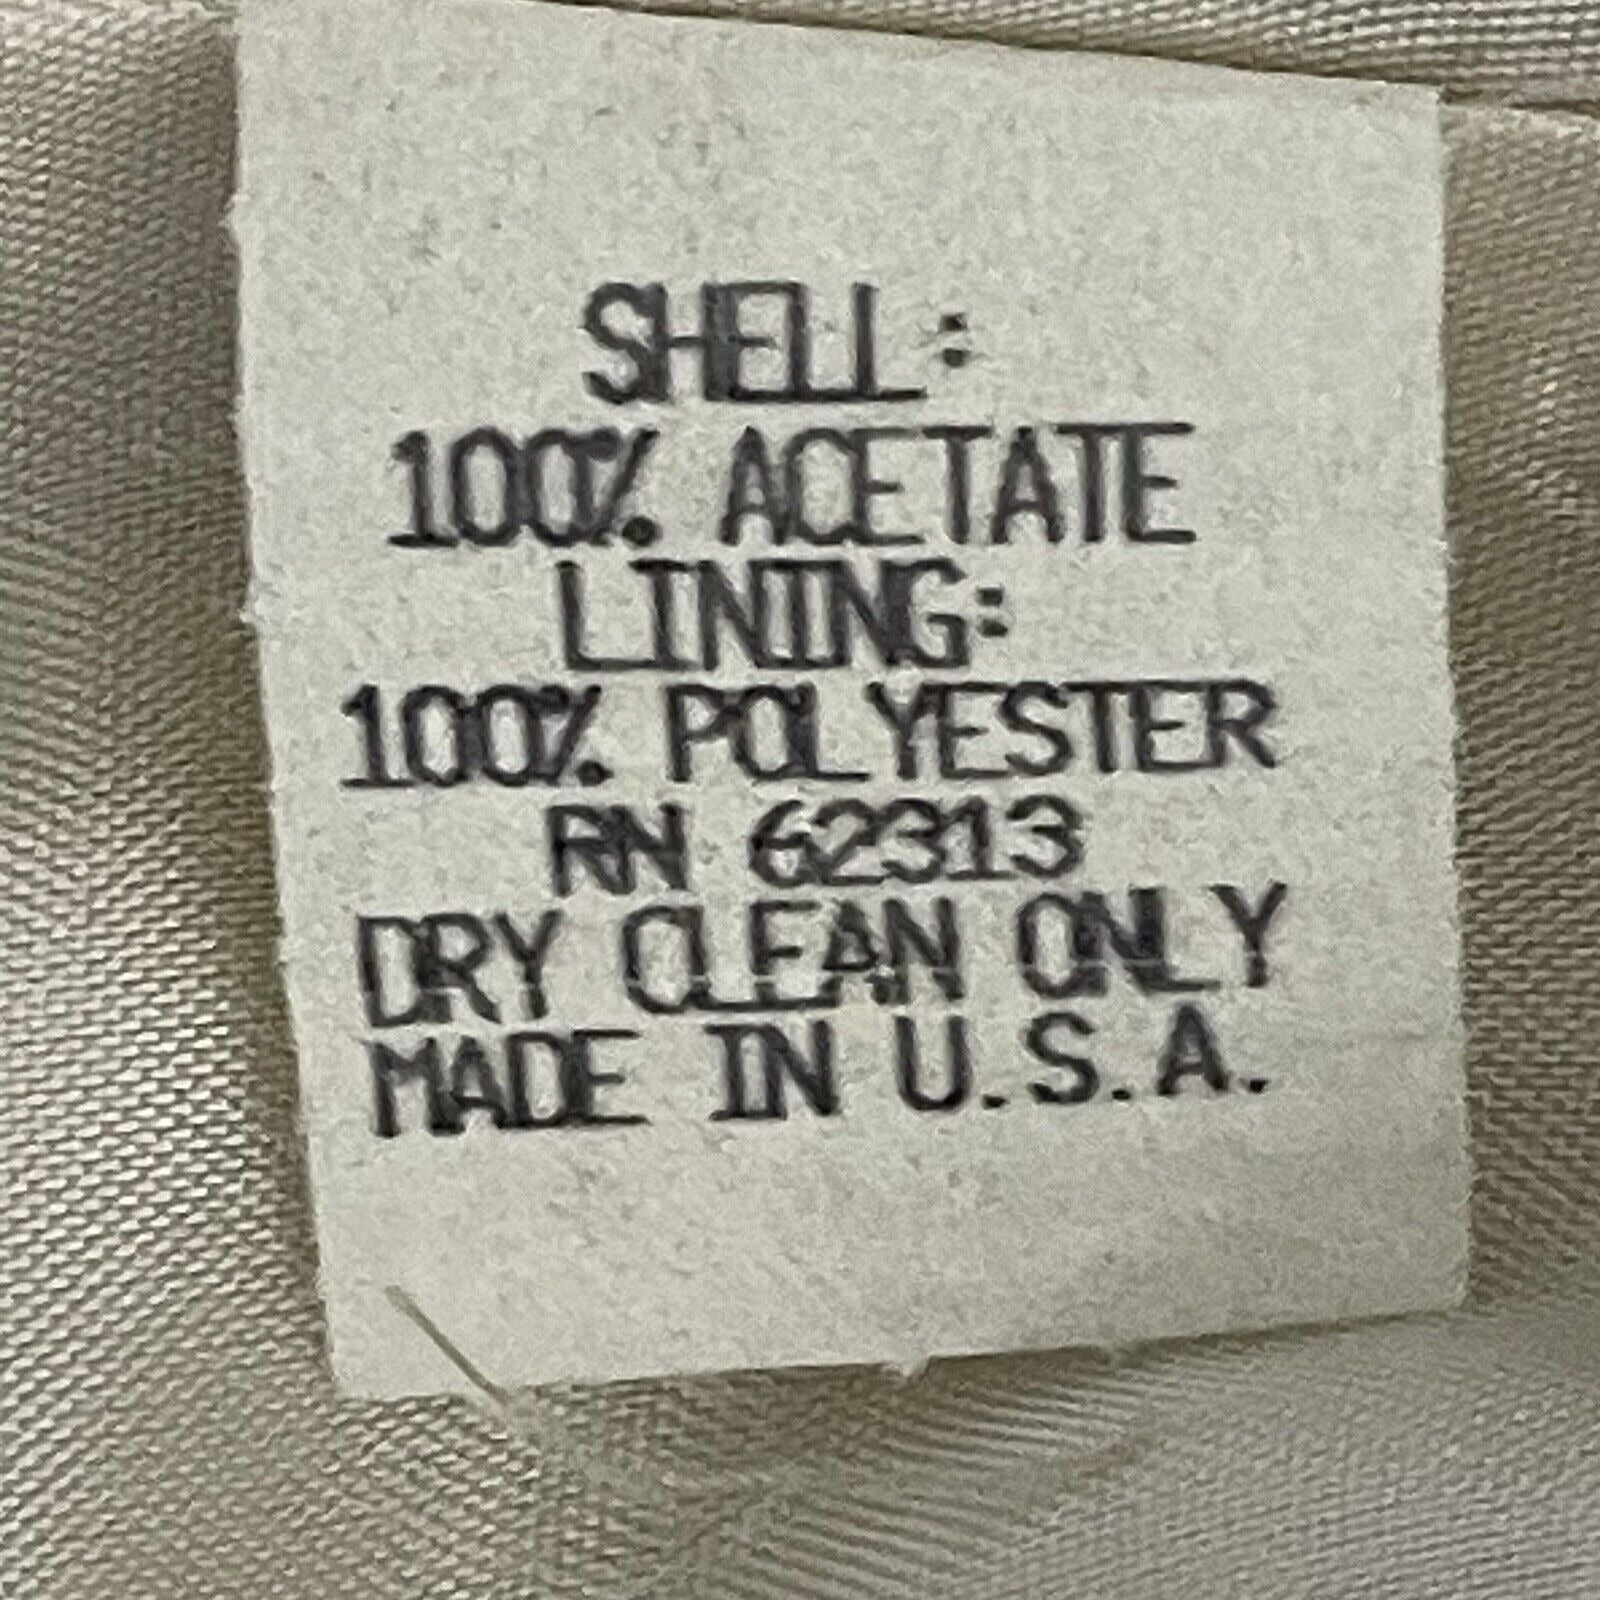 SHELL:
100% ACETATE
LINING:
100% POLYESTER
RN 62313
DRY CLEAN ONLY
MADE IN U.S.A.